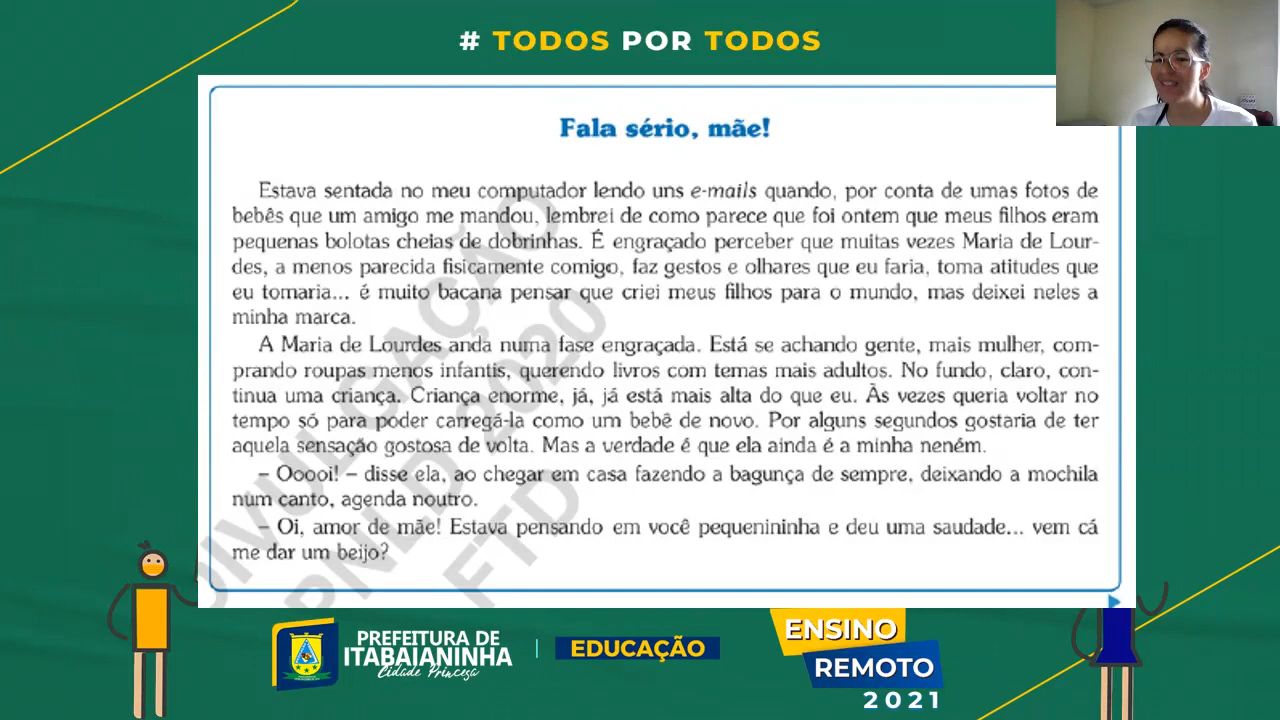 # TODOS POR TODOS
Fala sério, mãe!
Estava sentada no meu computador lendo uns e-mails quando, por conta de umas fotos de
bebês que um amigo me mandou, lembrei de como parece que foi ontem que meus filhos eram
pequenas bolotas cheias de dobrinhas. É engraçado perceber que muitas vezes Maria de Lour-
des, a menos parecida fisicamente comigo, faz gestos e olhares que eu faria, toma atitudes que
eu tomaria... é muito bacana pensar que criei meus filhos para o mundo, mas deixei neles a
minha marca.
A Maria de Lourdes anda numa fase engraçada. Está se achando gente, mais mulher, com-
prando roupas menos infantis, querendo livros com temas mais adultos. No fundo, claro, con-
tinua uma criança. Criança enorme, já, já está mais alta do que eu. Às vezes queria voltar no
tempo só para poder carregá-la como um bebê de novo. Por alguns segundos gostaria de ter
aquela sensação gostosa de volta. Mas a verdade é que ela ainda é a minha neném.
– Ooooi! – disse ela, ao chegar em casa fazendo a bagunça de sempre, deixando a mochila
num canto, agenda noutro.
– Oi, amor de mãe! Estava pensando em você pequenininha e deu uma saudade... vem cá
me dar um beijo?
DIVULGAÇÃO
PNLD 2020
FTD
PREFEITURA DE
ITABAIANINHA
Cidade Princesa
EDUCAÇÃO
ENSINO
REMOTO
2021